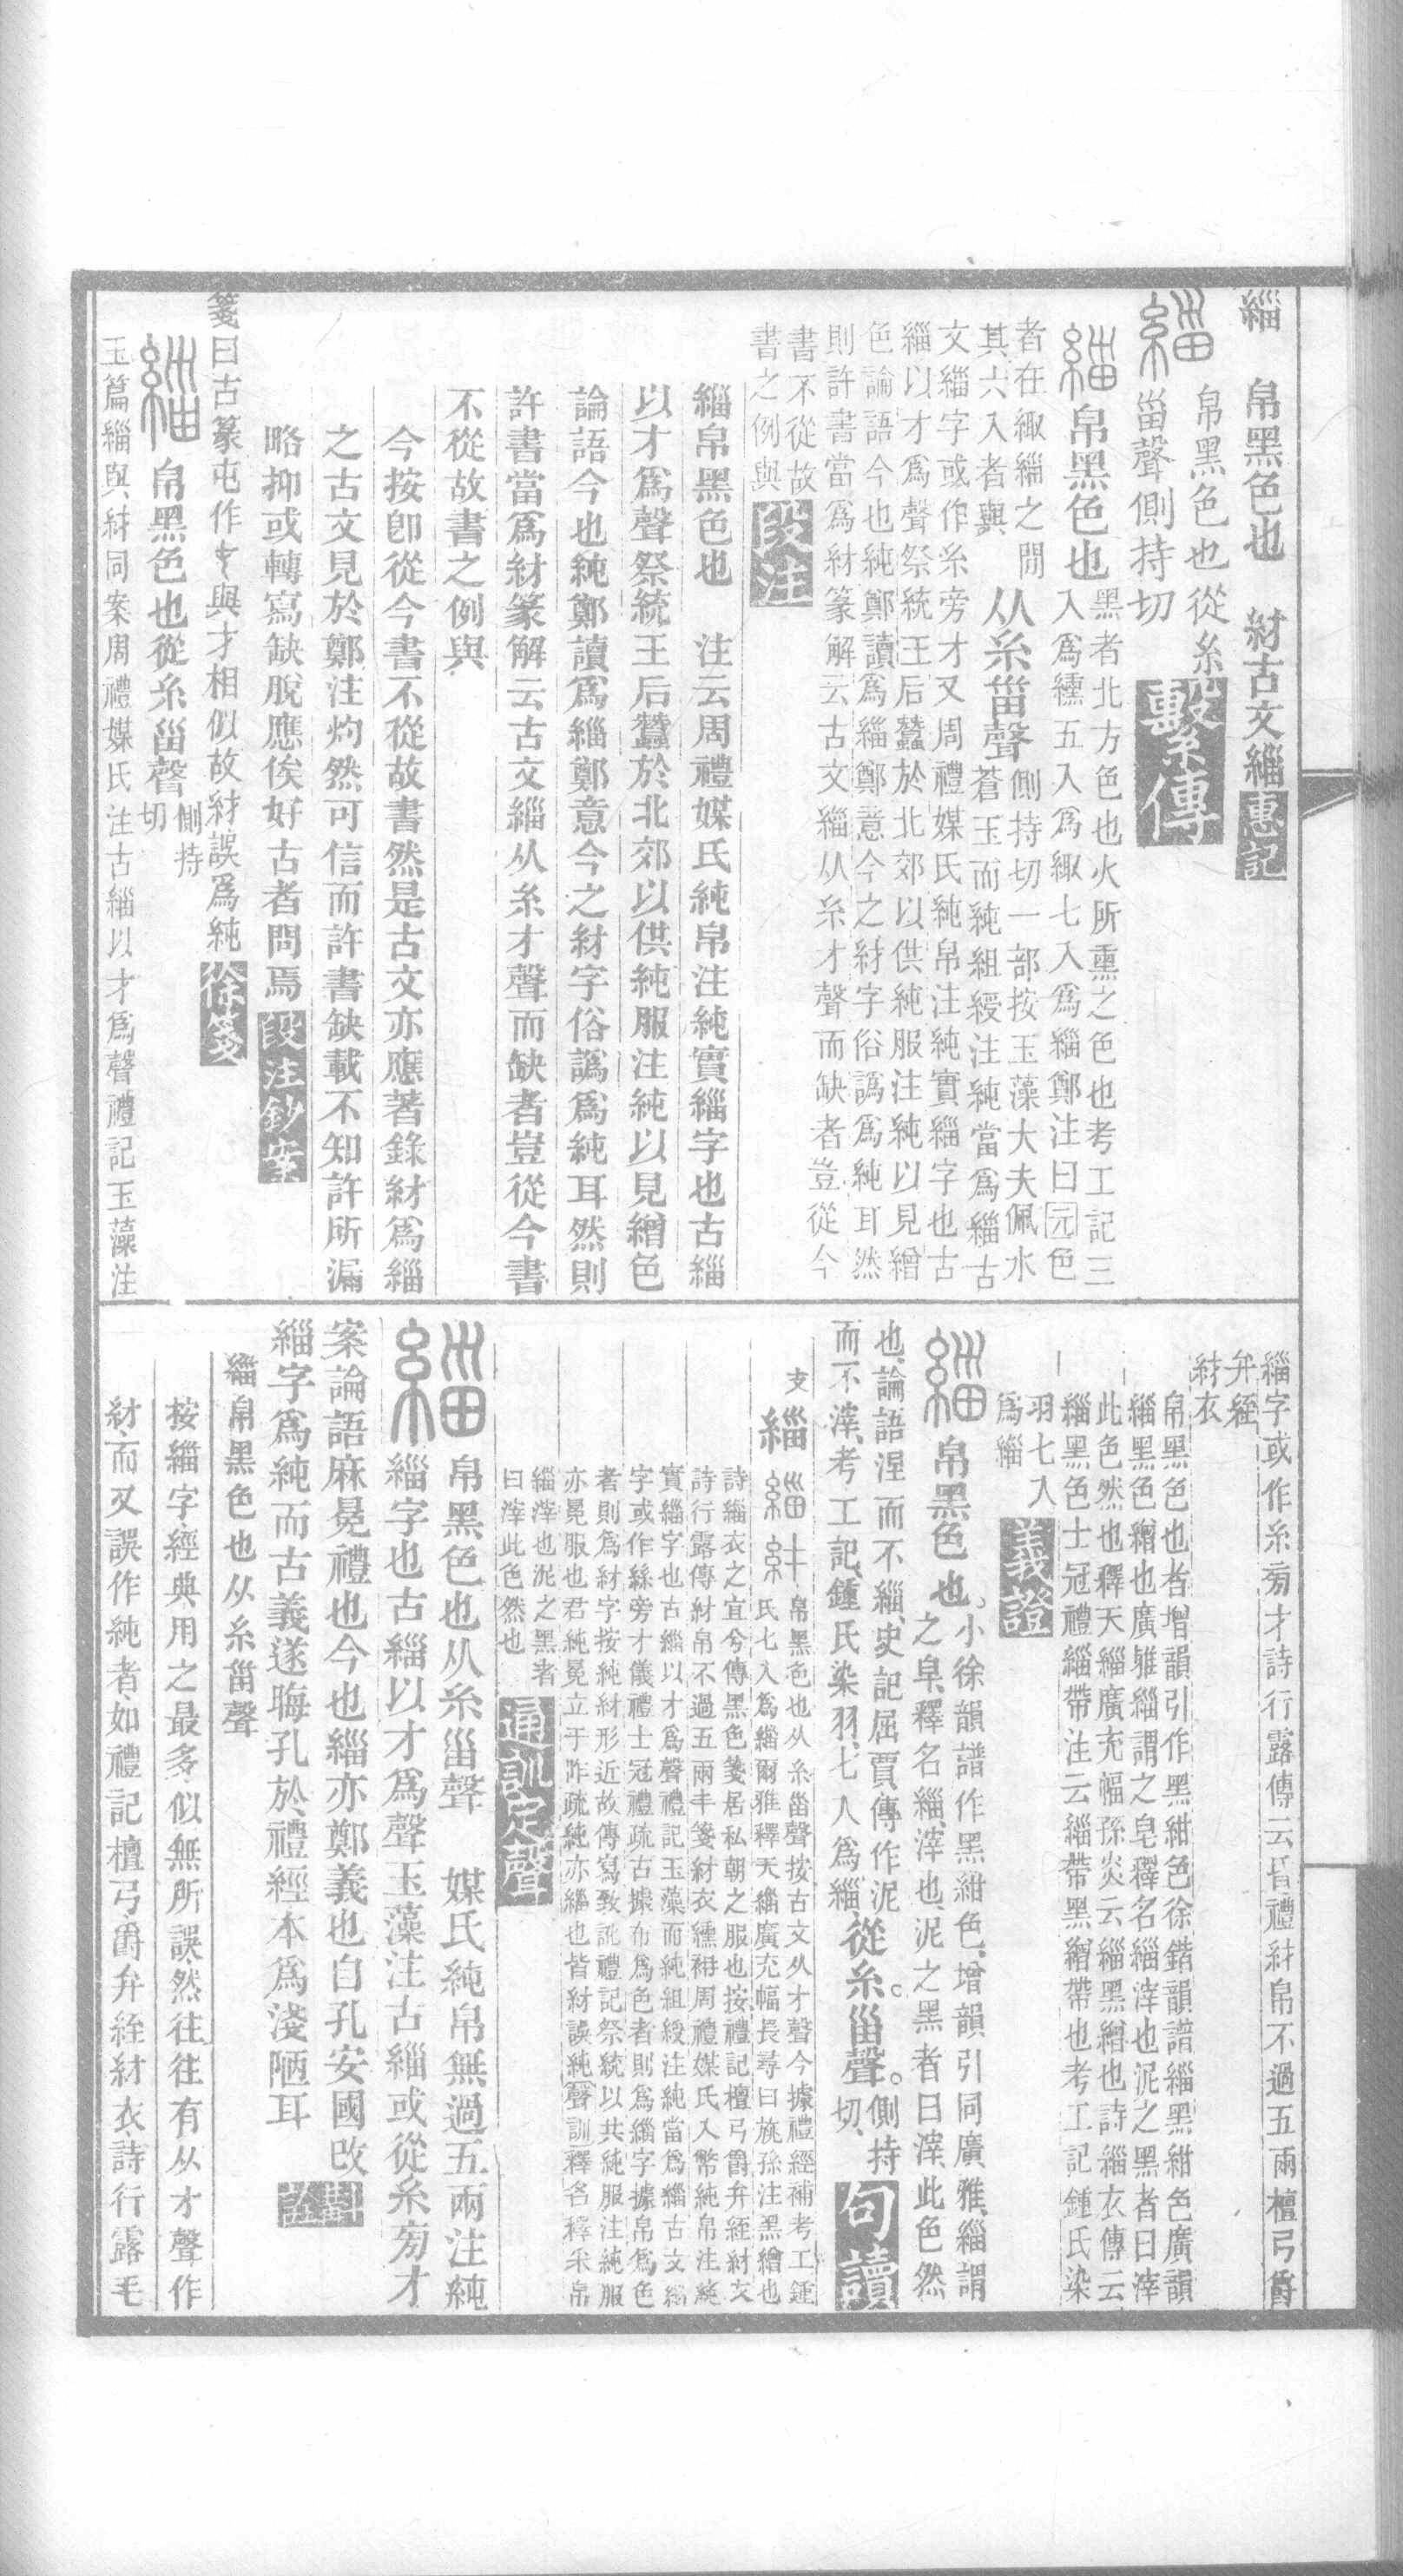 緇　帛黑色也　紂古文緇惠記
帛黑色也從糸
甾聲側持切　繫傳
帛黑色也黑者北方色也火所熏之色也考工記三
入爲纁五入爲緅七入爲緇鄭注曰元色
者在緅緇之閒
其六入者與
从糸甾聲側持切一部按玉藻大夫佩水
蒼玉而純組綬注純當爲緇古
文緇字或作糸旁才又周禮媒氏純帛注純實緇字也古
緇以才爲聲祭統王后蠶於北郊以供純服注純以見繒
色論語今也純鄭讀爲緇鄭意今之紂字俗譌爲純耳然
則許書當爲紂篆解云古文緇从糸才聲而缺者豈從今
書不從故
書之例與　段注
緇帛黑色也　注云周禮媒氏純帛注純實緇字也古緇
以才爲聲祭統王后蠶於北郊以供純服注純以見繒色
論語今也純鄭讀爲緇鄭意今之紂字俗譌爲純耳然則
許書當爲紂篆解云古文緇从糸才聲而缺者豈從今書
不從故書之例與
今按卽從今書不從故書然是古文亦應著錄紂爲緇
之古文見於鄭注灼然可信而許書缺載不知許所漏
略抑或轉寫缺脫應俟好古者問焉　段注鈔案
箋曰古篆屯作与才相似故紂誤爲純　徐箋
帛黑色也從糸甾聲側持
切
玉篇緇與紂同案周禮媒氏注古緇以才爲聲禮記玉藻注
緇字或作糸旁才詩行露傳云昏禮紂帛不過五兩檀弓爵
弁絰
紂衣
帛黑色也者增韻引作黑紺色徐鍇韻譜緇黑紺色廣韻
緇黑色繒也廣雅緇謂之皂釋名緇滓也泥之黑者曰滓
此色然也釋天緇廣充幅孫炎云緇黑繒也詩緇衣傳云
緇黑色士冠禮緇帶注云緇帶黑繒帶也考工記鍾氏染
羽七入
爲緇　義證
帛黑色也。小徐韻譜作黑紺色、增韻引同廣雅、緇謂
之皁、釋名緇、滓也、泥之黑者曰滓、此色然
也、論語涅而不緇、史記屈賈傳作泥
而不滓、考工記、鍾氏染羽、七入爲緇、
從糸甾聲。側持
切、　句讀
支　緇　帛黑色也从糸甾聲按古文从才聲今據禮經補考工鍾
氏七入爲緇爾雅釋天緇廣充幅長尋曰旐孫注黑繒也
詩緇衣之宜兮傳黑色箋居私朝之服也按禮記檀弓爵弁絰紂衣
詩行露傳紂帛不過五兩丰箋紂衣纁袡周禮媒氏入幣純帛注純
實緇字也古緇以才爲聲禮記玉藻而純組綬注純當爲緇古文緇
字或作絲旁才儀禮士冠禮疏古據布爲色者則爲緇字據帛爲色
者則爲紂字按純紂形近故傳寫致訛禮記祭統以共純服注純服
亦冕服也君純冕立于阼疏純亦緇也皆紂誤純聲訓釋名釋采帛
緇滓也泥之黑者
曰滓此色然也　通訓定聲
帛黑色也从糸甾聲　媒氏純帛無過五兩注純
緇字也古緇以才爲聲玉藻注古緇或從糸旁才
案論語麻冕禮也今也緇亦鄭義也自孔安國改
緇字爲純而古義遂晦孔於禮經本爲淺陋耳
緇帛黑色也从糸甾聲
按緇字經典用之最多似無所誤然往往有从才聲作
紂、而又誤作純者、如禮記檀弓爵弁絰紂衣、詩行露毛